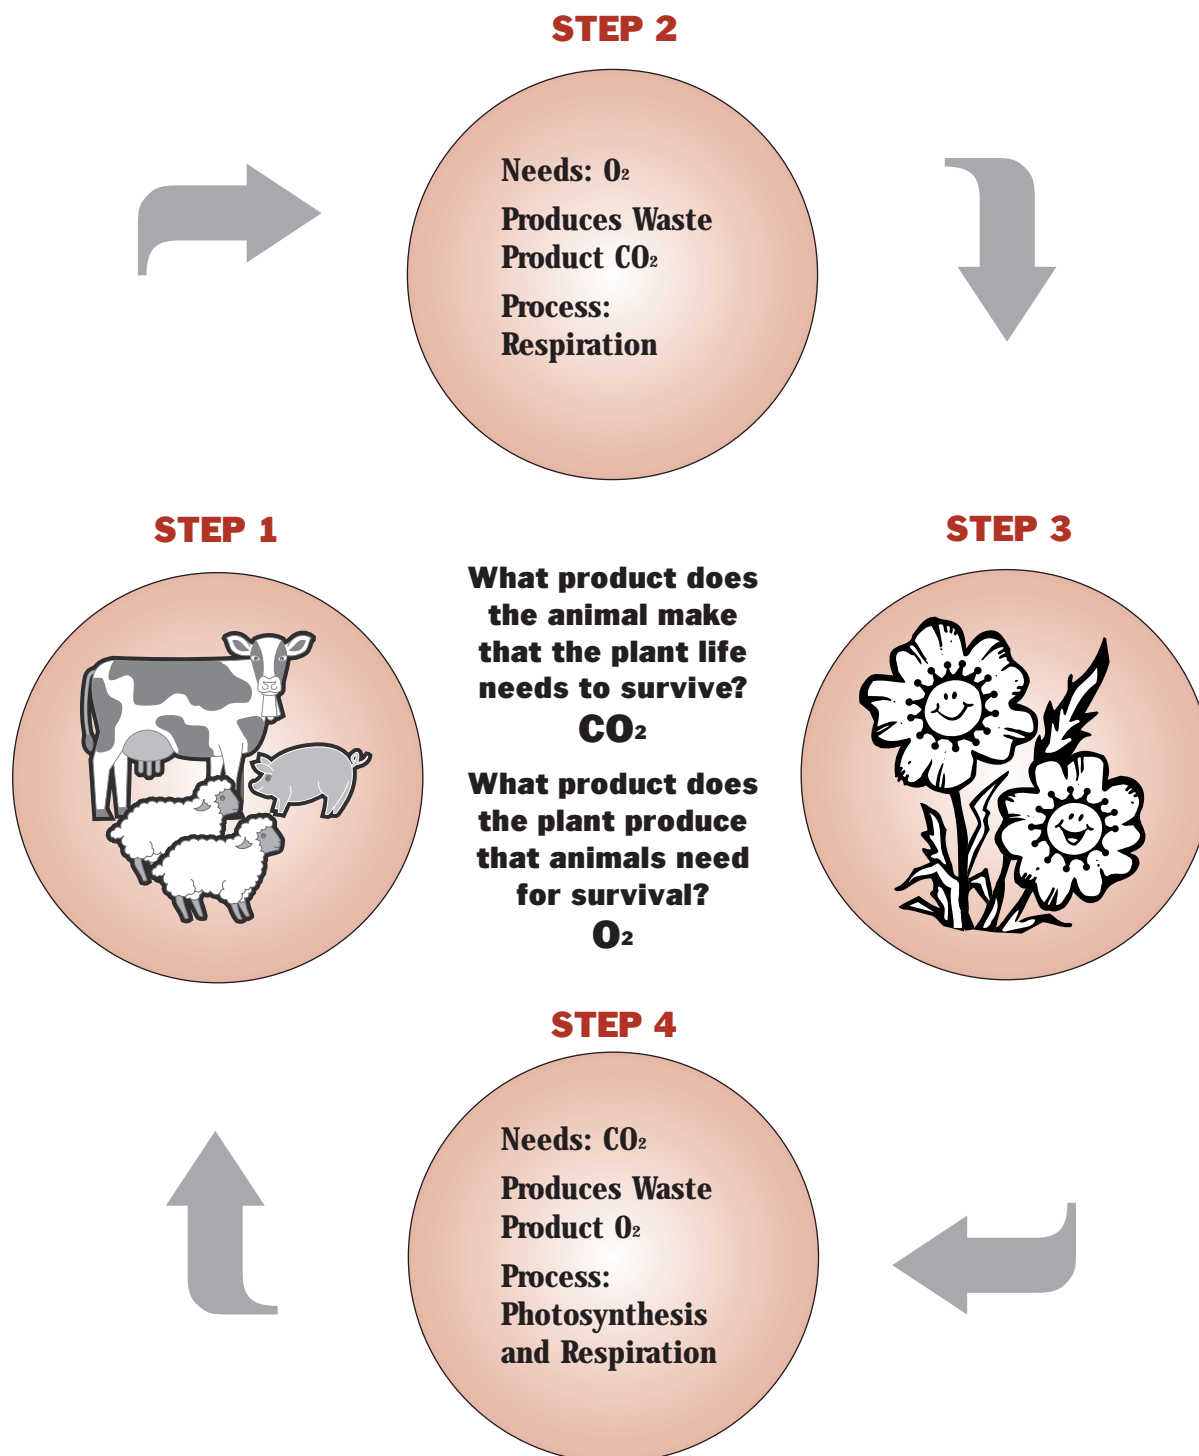 STEP 2
Needs: O₂
Produces Waste
Product CO₂
Process:
Respiration
STEP 1
STEP 3
What product does
the animal make
that the plant life
needs to survive?
CO₂
What product does
the plant produce
that animals need
for survival?
O₂
STEP 4
Needs: CO₂
Produces Waste
Product O₂
Process:
Photosynthesis
and Respiration